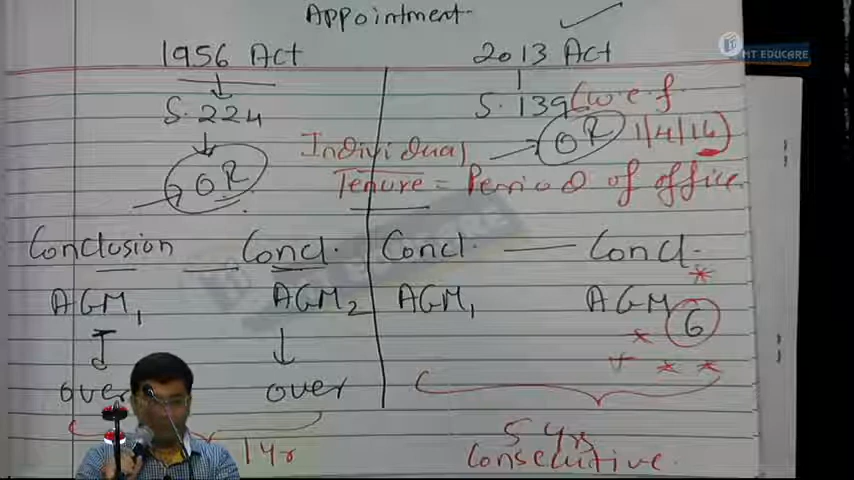 Appointment
1956 Act
2013 Act
MT EDUCARE
S. 224
S. 139 (w.e.f
Individual
OR 1/4/14)
OR
Tenure = Period of office
Conclusion — Concl.
Concl. — Concl.
AGM1 AGM2
AGM1 AGM 6
over over
1 yr
5 yrs
Consecutive.